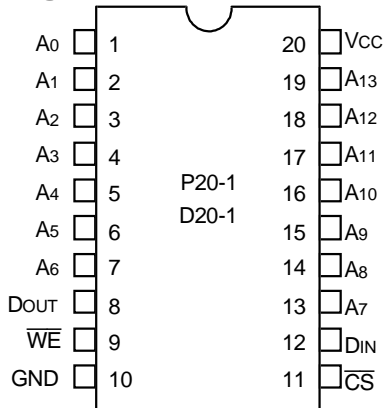 A0 1 20 VCC
A1 2 19 A13
A2 3 18 A12
A3 4 17 A11
A4 5 P20-1 16 A10
A5 6 D20-1 15 A9
A6 7 14 A8
DOUT 8 13 A7
W̅E̅ 9 12 DIN
GND 10 11 C̅S̅